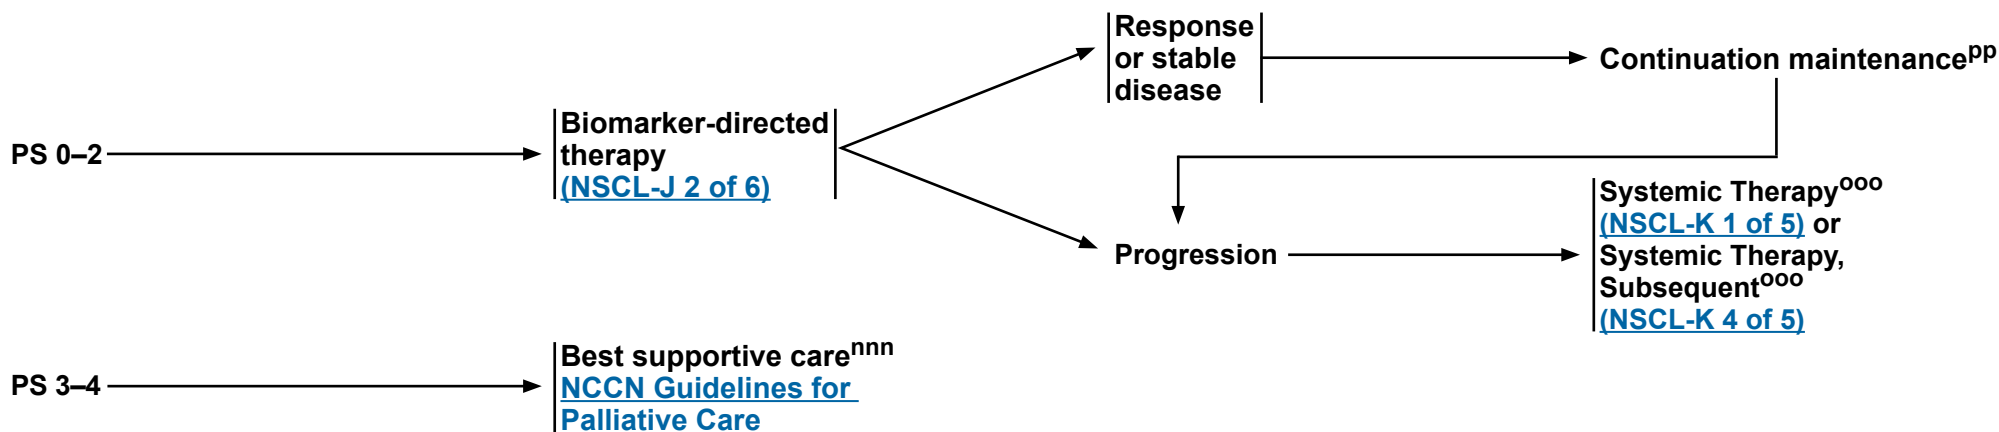 PS 0–2
Biomarker-directed
therapy
(NSCL-J 2 of 6)
Response
or stable
disease
Continuation maintenancepp
Progression
Systemic Therapyooo
(NSCL-K 1 of 5) or
Systemic Therapy,
Subsequentooo
(NSCL-K 4 of 5)
PS 3–4
Best supportive carennn
NCCN Guidelines for
Palliative Care